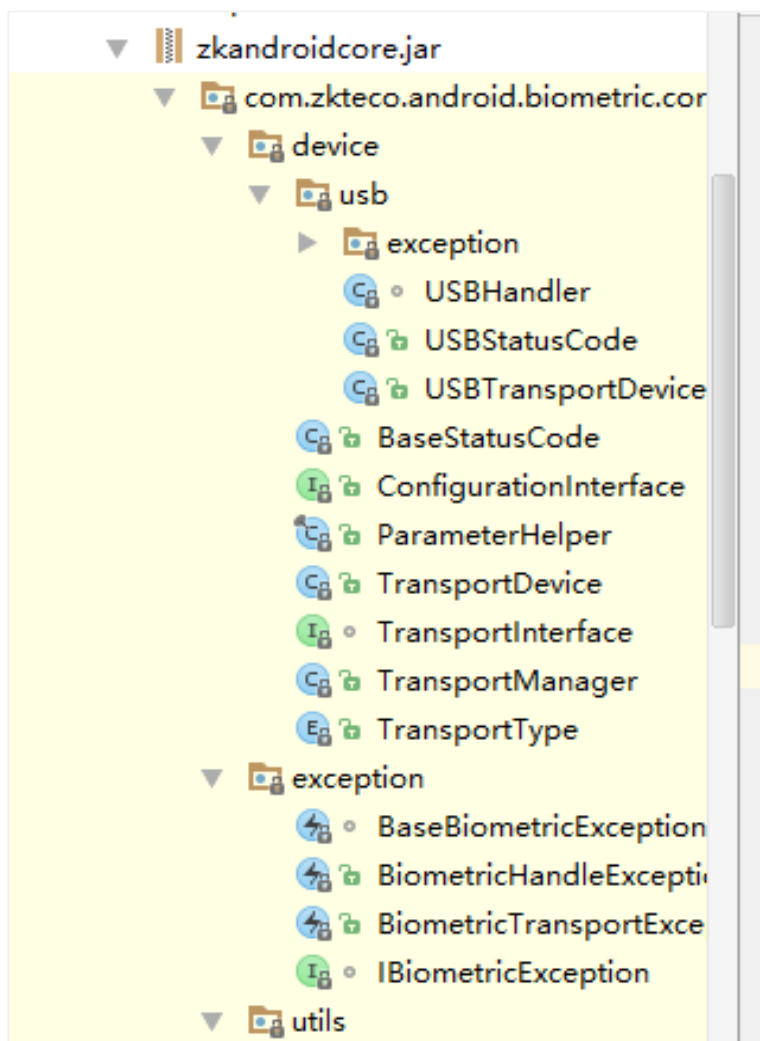 zkandroidcore.jar
com.zkteco.android.biometric.cor
device
usb
exception
USBHandler
USBStatusCode
USBTransportDevice
BaseStatusCode
ConfigurationInterface
ParameterHelper
TransportDevice
TransportInterface
TransportManager
TransportType
exception
BaseBiometricException
BiometricHandleExcepti
BiometricTransportExce
IBiometricException
utils